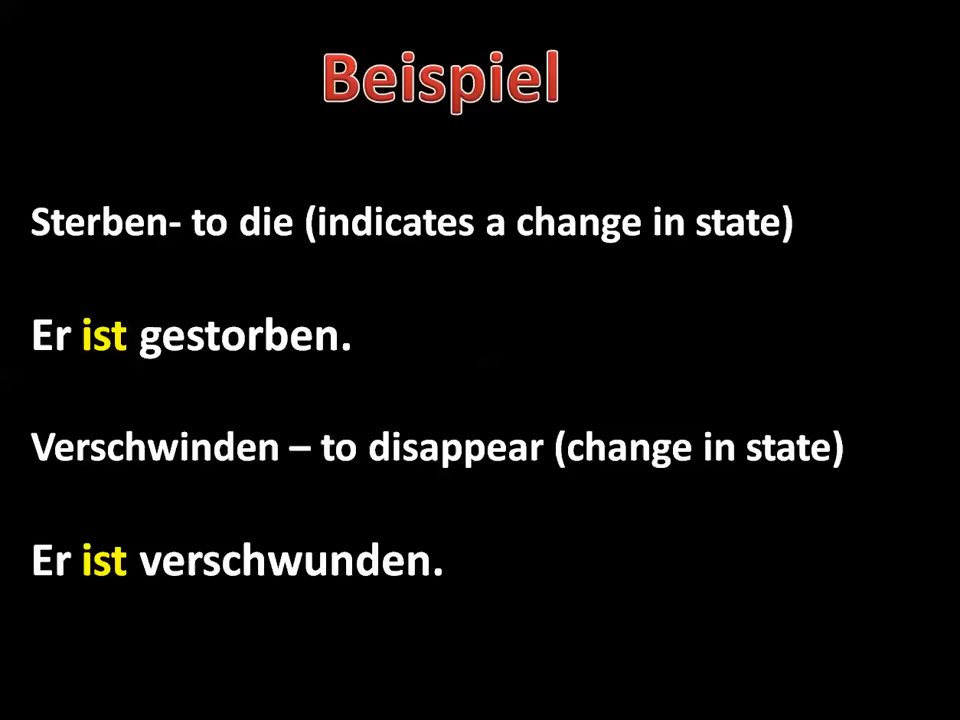 Beispiel
Sterben- to die (indicates a change in state)
Er ist gestorben.
Verschwinden – to disappear (change in state)
Er ist verschwunden.